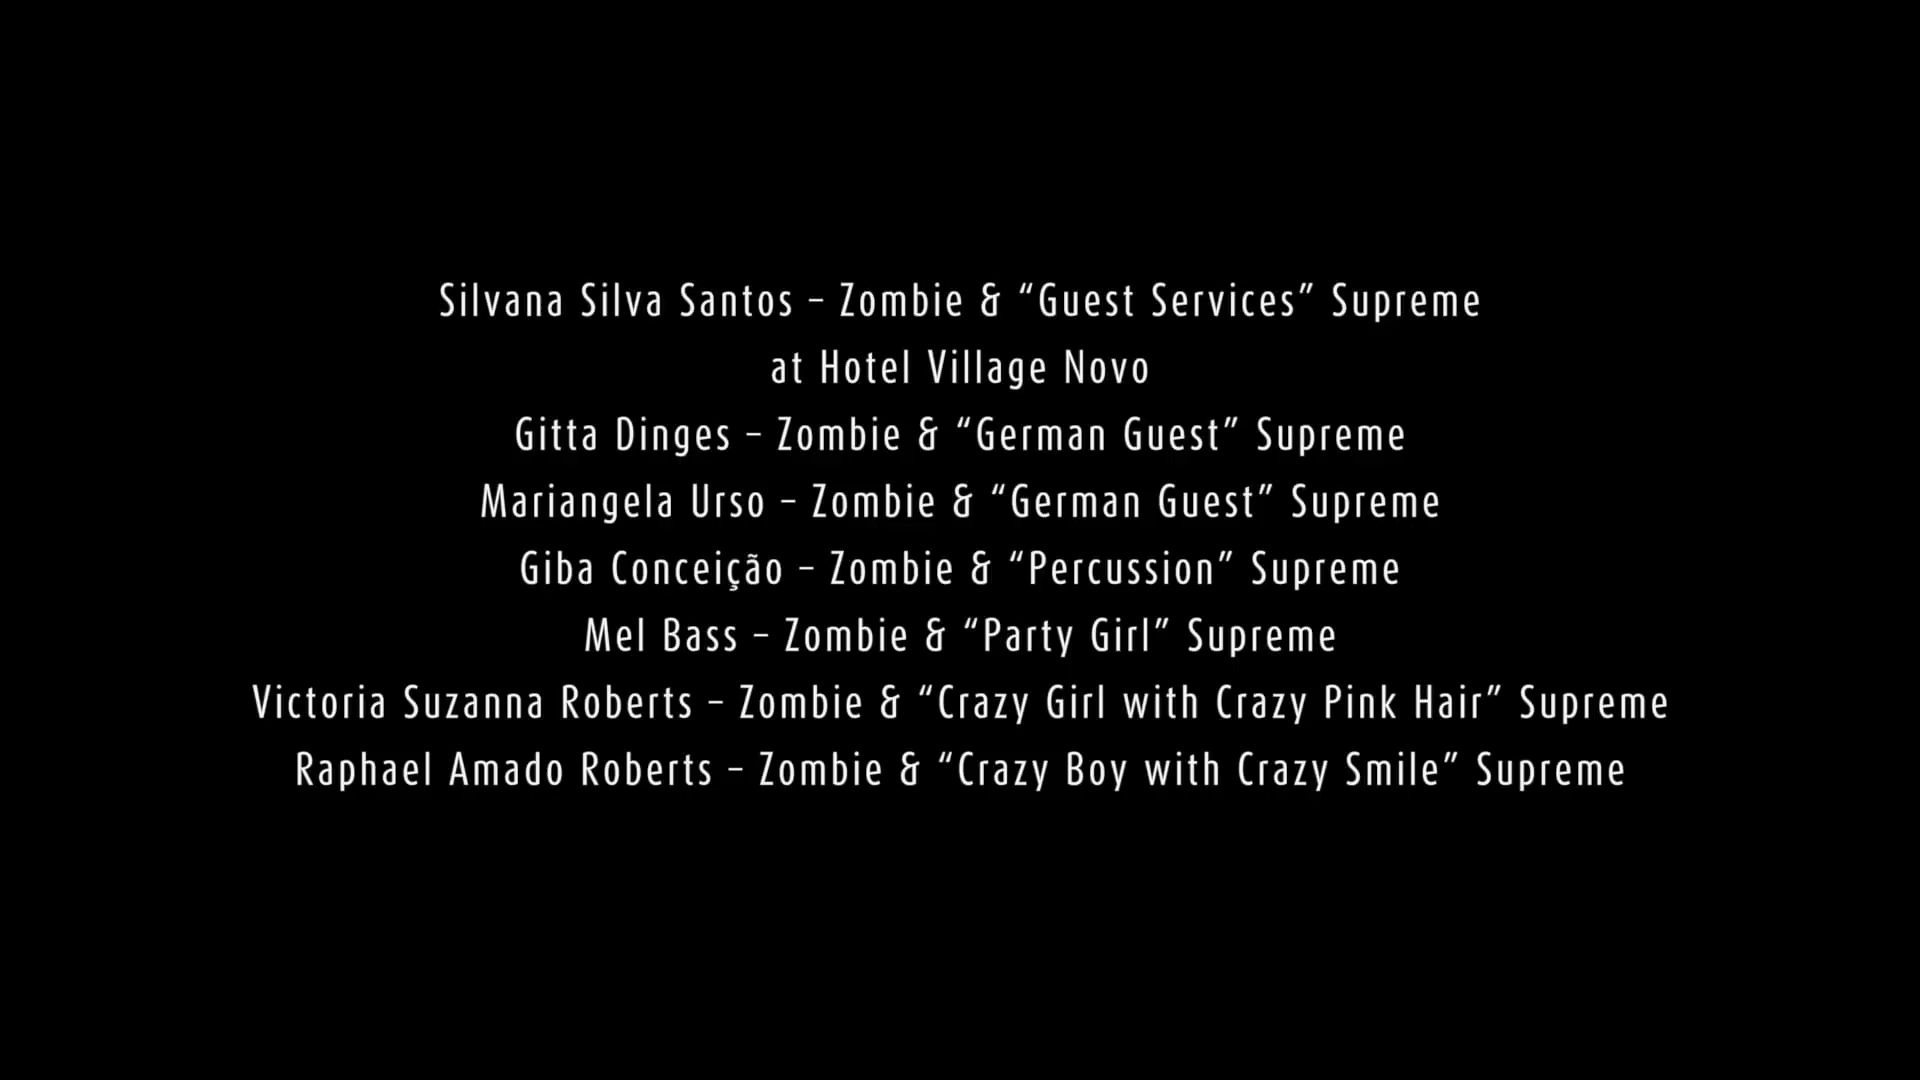 Silvana Silva Santos – Zombie & “Guest Services” Supreme
at Hotel Village Novo
Gitta Dinges – Zombie & “German Guest” Supreme
Mariangela Urso – Zombie & “German Guest” Supreme
Giba Conceição – Zombie & “Percussion” Supreme
Mel Bass – Zombie & “Party Girl” Supreme
Victoria Suzanna Roberts – Zombie & “Crazy Girl with Crazy Pink Hair” Supreme
Raphael Amado Roberts – Zombie & “Crazy Boy with Crazy Smile” Supreme